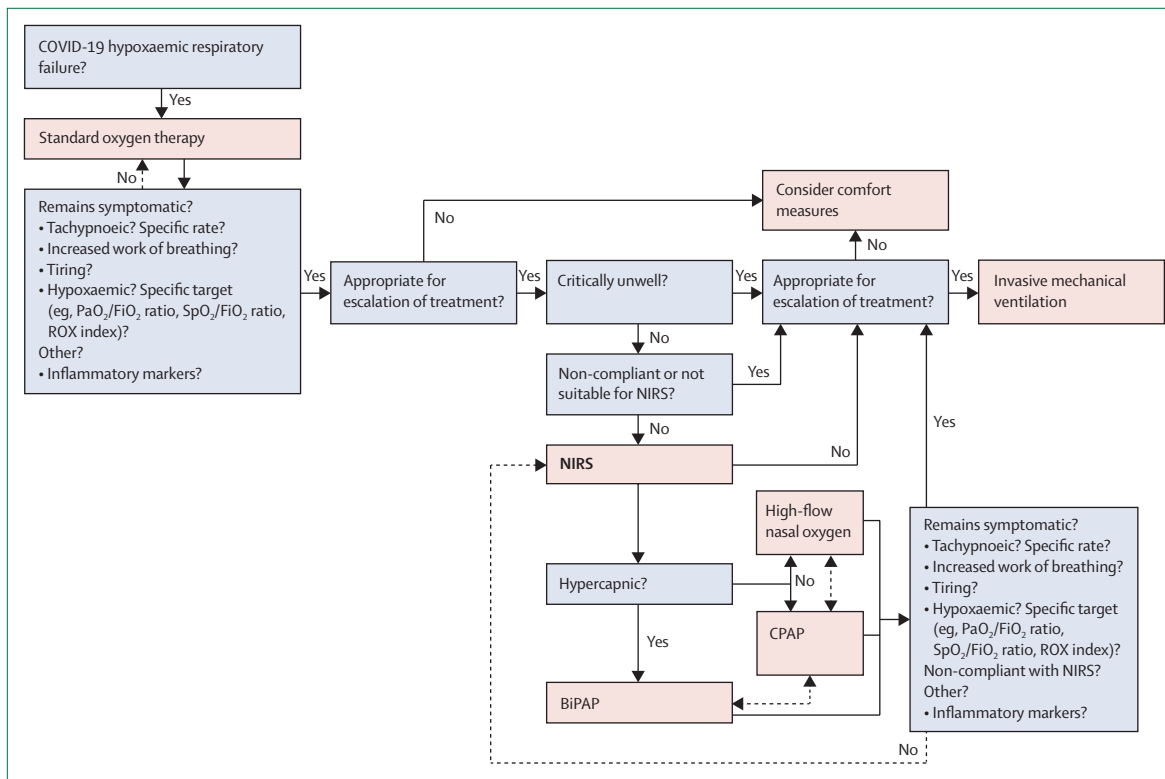 COVID-19 hypoxaemic respiratory
failure?
Yes
Standard oxygen therapy
No
Remains symptomatic?
• Tachypnoeic? Specific rate?
• Increased work of breathing?
• Tiring?
• Hypoxaemic? Specific target
(eg, PaO₂/FiO₂ ratio, SpO₂/FiO₂ ratio,
ROX index)?
Other?
• Inflammatory markers?
Yes
Appropriate for
escalation of treatment?
No
Consider comfort
measures
Yes
Critically unwell?
Yes
Appropriate for
escalation of treatment?
No
Yes
Invasive mechanical
ventilation
No
Non-compliant or not
suitable for NIRS?
Yes
No
NIRS
No
Yes
Hypercapnic?
No
High-flow
nasal oxygen
CPAP
Yes
BiPAP
Remains symptomatic?
• Tachypnoeic? Specific rate?
• Increased work of breathing?
• Tiring?
• Hypoxaemic? Specific target
(eg, PaO₂/FiO₂ ratio,
SpO₂/FiO₂ ratio, ROX index)?
Non-compliant with NIRS?
Other?
• Inflammatory markers?
No